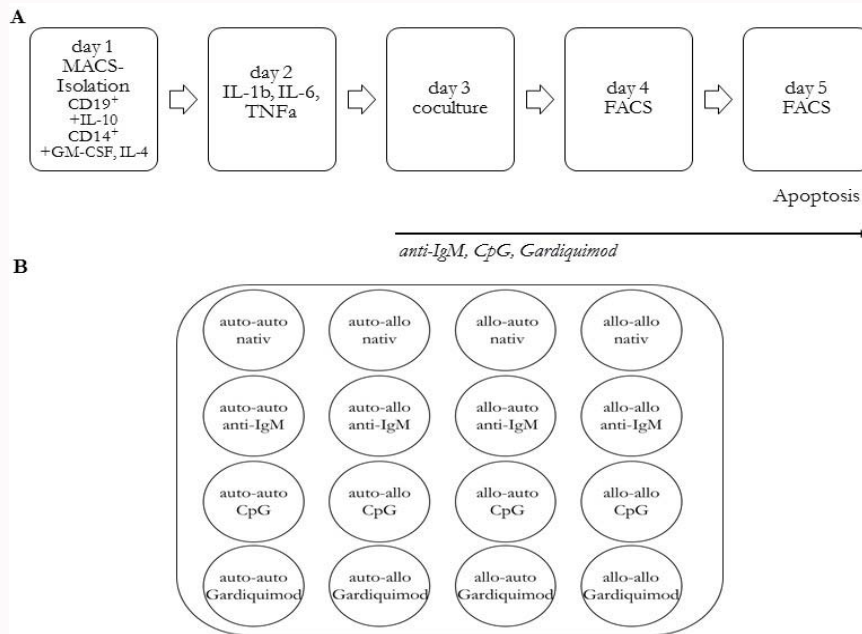 A
day 1
MACS-
Isolation
CD19+
+IL-10
CD14+
+GM-CSF, IL-4
day 2
IL-1b, IL-6,
TNFa
day 3
coculture
day 4
FACS
day 5
FACS
Apoptosis
anti-IgM, CpG, Gardiquimod
B
auto-auto
nativ
auto-allo
nativ
allo-auto
nativ
allo-allo
nativ
auto-auto
anti-IgM
auto-allo
anti-IgM
allo-auto
anti-IgM
allo-allo
anti-IgM
auto-auto
CpG
auto-allo
CpG
allo-auto
CpG
allo-allo
CpG
auto-auto
Gardiquimod
auto-allo
Gardiquimod
allo-auto
Gardiquimod
allo-allo
Gardiquimod